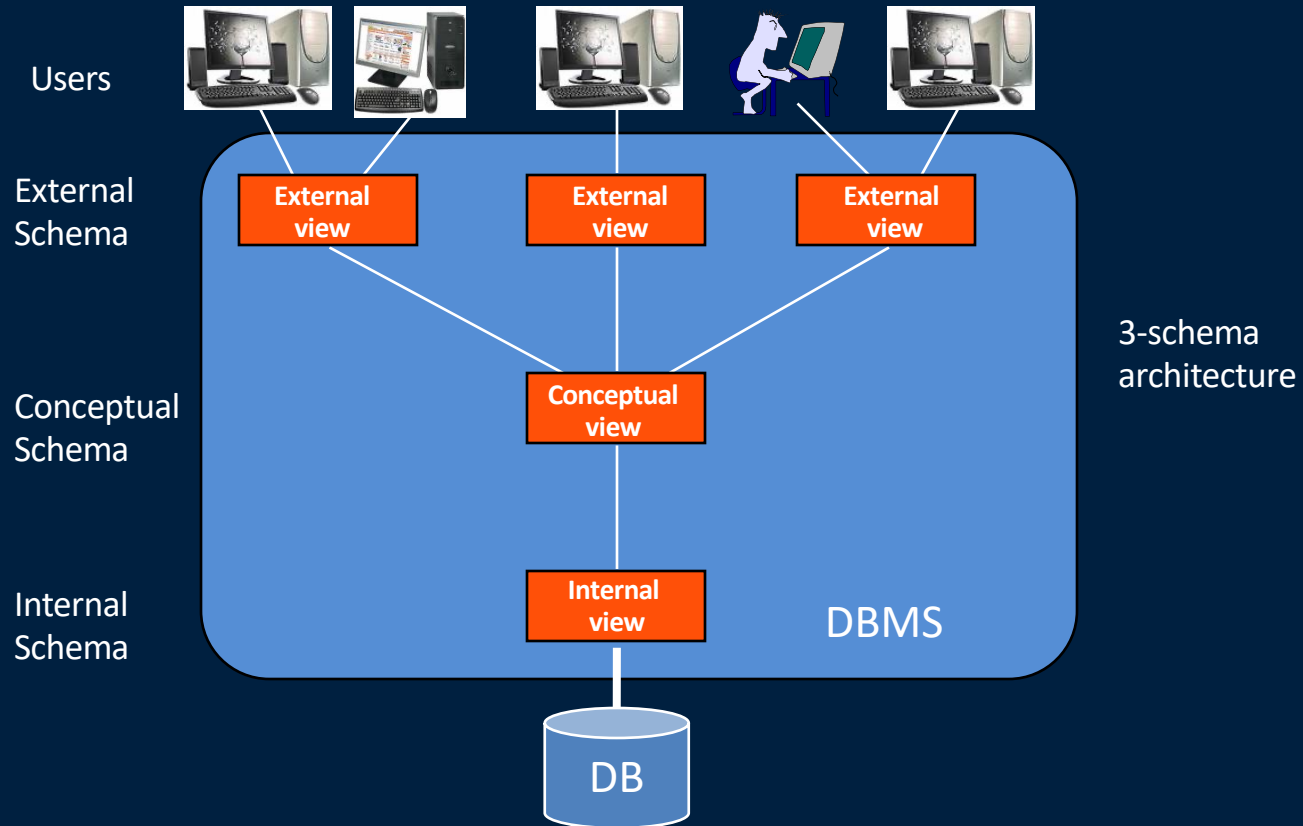 Users
External
Schema
External
view
External
view
External
view
3-schema
architecture
Conceptual
Schema
Conceptual
view
Internal
Schema
Internal
view
DBMS
DB